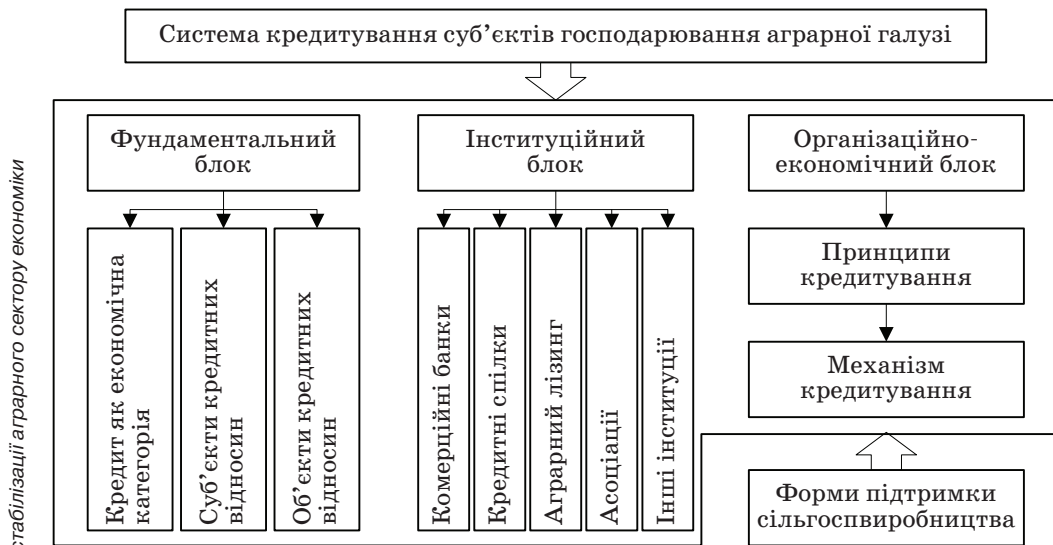 Система кредитування суб’єктів господарювання аграрної галузі
Фундаментальний
блок
Кредит як економічна
категорія
Суб’єкти кредитних
відносин
Об’єкти кредитних
відносин
Інституційний
блок
Комерційні банки
Кредитні спілки
Аграрний лізинг
Асоціації
Інші інституції
Організаційно-
економічний блок
Принципи
кредитування
Механізм
кредитування
Форми підтримки
сільгоспвиробництва
стабілізації аграрного сектору економіки